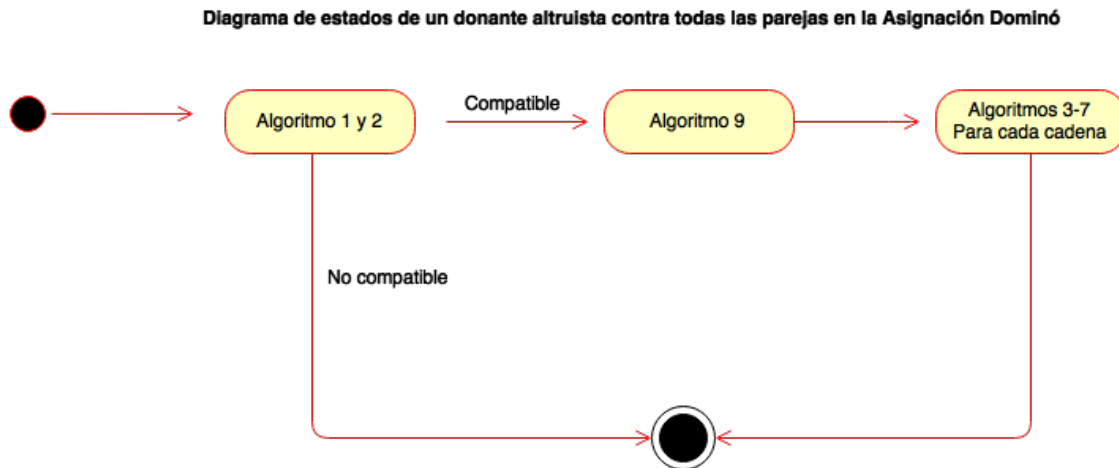 Diagrama de estados de un donante altruista contra todas las parejas en la Asignación Dominó
Algoritmo 1 y 2
Compatible
Algoritmo 9
Algoritmos 3-7
Para cada cadena
No compatible